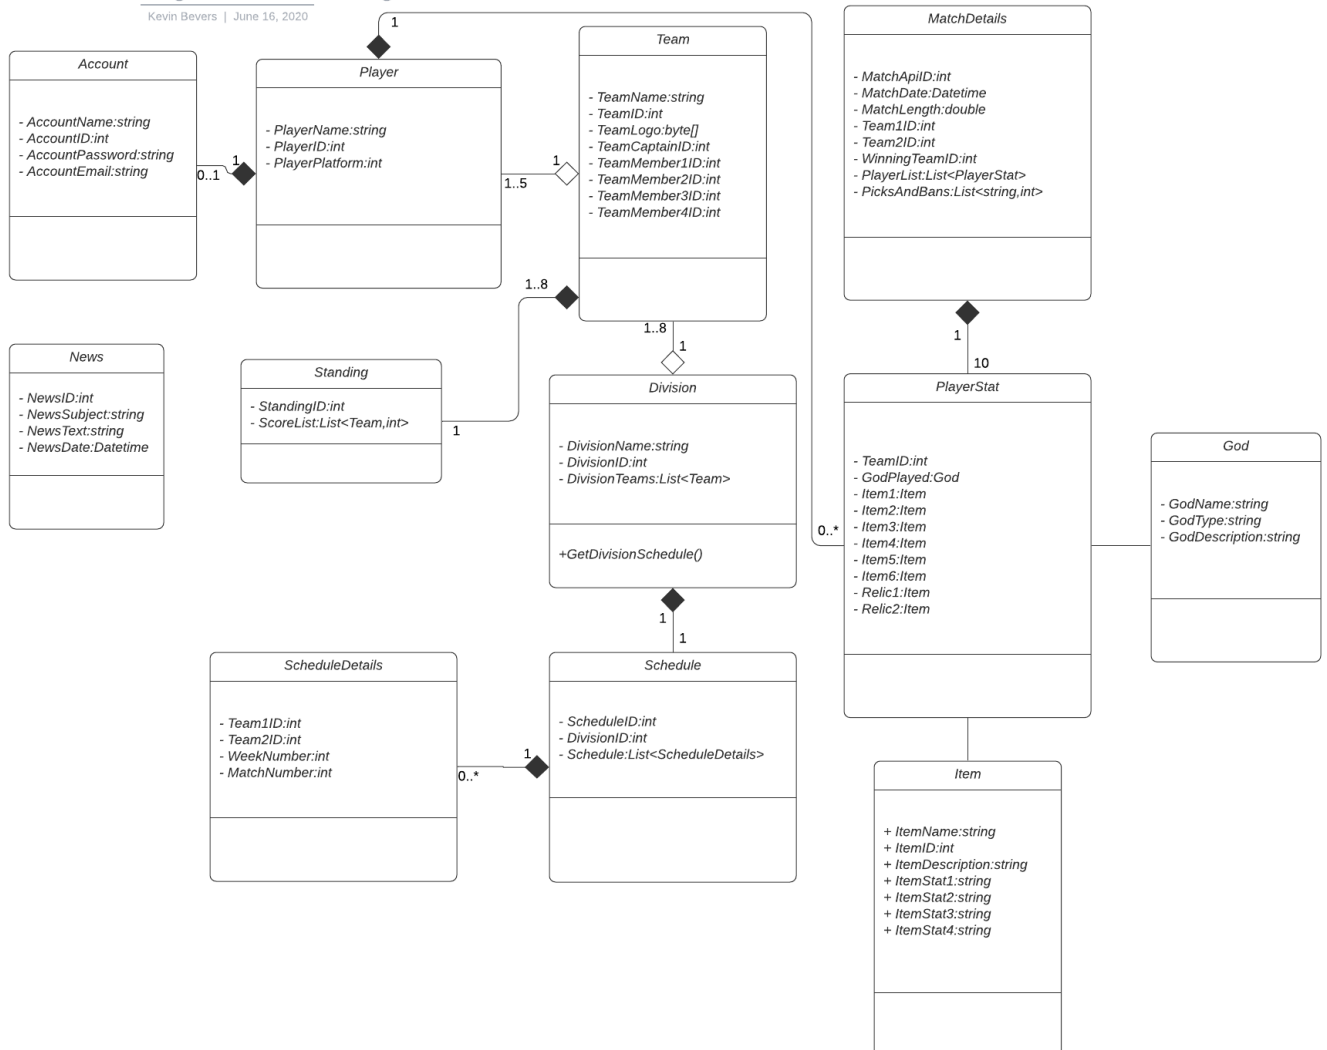 Kevin Bevers | June 16, 2020
Account
- AccountName:string
- AccountID:int
- AccountPassword:string
- AccountEmail:string
0..1
1
Player
- PlayerName:string
- PlayerID:int
- PlayerPlatform:int
1
1..5
1
Team
- TeamName:string
- TeamID:int
- TeamLogo:byte[]
- TeamCaptainID:int
- TeamMember1ID:int
- TeamMember2ID:int
- TeamMember3ID:int
- TeamMember4ID:int
1..8
1..8
1
MatchDetails
- MatchApiID:int
- MatchDate:Datetime
- MatchLength:double
- Team1ID:int
- Team2ID:int
- WinningTeamID:int
- PlayerList:List<PlayerStat>
- PicksAndBans:List<string,int>
1
10
News
- NewsID:int
- NewsSubject:string
- NewsText:string
- NewsDate:Datetime
Standing
- StandingID:int
- ScoreList:List<Team,int>
1
Division
- DivisionName:string
- DivisionID:int
- DivisionTeams:List<Team>
+GetDivisionSchedule()
1
1
0..*
PlayerStat
- TeamID:int
- GodPlayed:God
- Item1:Item
- Item2:Item
- Item3:Item
- Item4:Item
- Item5:Item
- Item6:Item
- Relic1:Item
- Relic2:Item
God
- GodName:string
- GodType:string
- GodDescription:string
ScheduleDetails
- Team1ID:int
- Team2ID:int
- WeekNumber:int
- MatchNumber:int
0..*
1
Schedule
- ScheduleID:int
- DivisionID:int
- Schedule:List<ScheduleDetails>
Item
+ ItemName:string
+ ItemID:int
+ ItemDescription:string
+ ItemStat1:string
+ ItemStat2:string
+ ItemStat3:string
+ ItemStat4:string